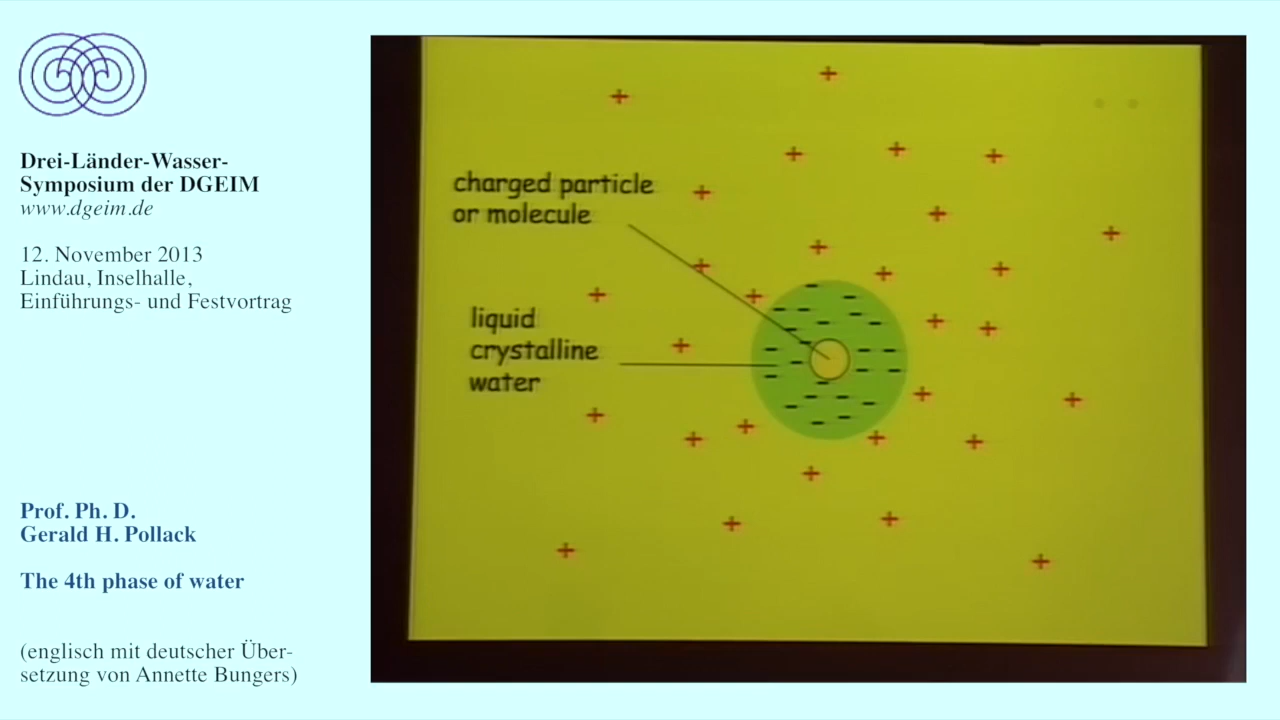 Drei-Länder-Wasser-
Symposium der DGEIM
www.dgeim.de
12. November 2013
Lindau, Inselhalle,
Einführungs- und Festvortrag
Prof. Ph. D.
Gerald H. Pollack
The 4th phase of water
(englisch mit deutscher Über-
setzung von Annette Bungers)
charged particle
or molecule
liquid
crystalline
water